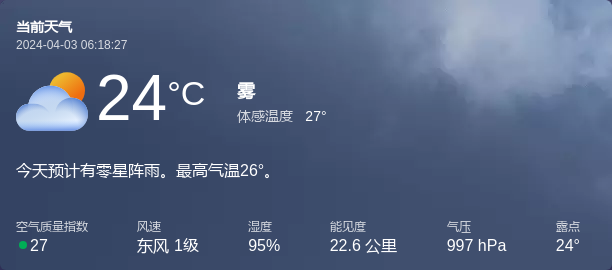 当前天气
2024-04-03 06:18:27
24°C
雾
体感温度 27°
今天预计有零星阵雨。最高气温26°。
空气质量指数 风速 湿度 能见度 气压 露点
27 东风 1级 95% 22.6 公里 997 hPa 24°